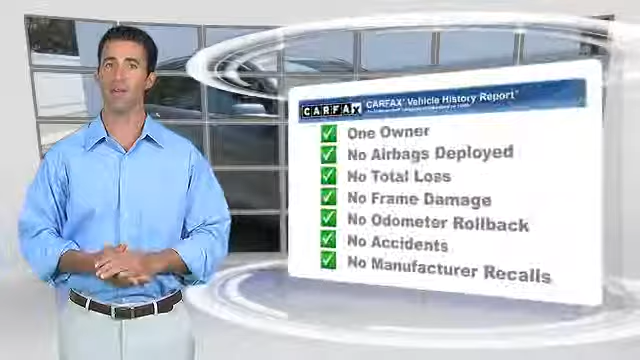 CARFAX CARFAX® Vehicle History Report™
One Owner
No Airbags Deployed
No Total Loss
No Frame Damage
No Odometer Rollback
No Accidents
No Manufacturer Recalls